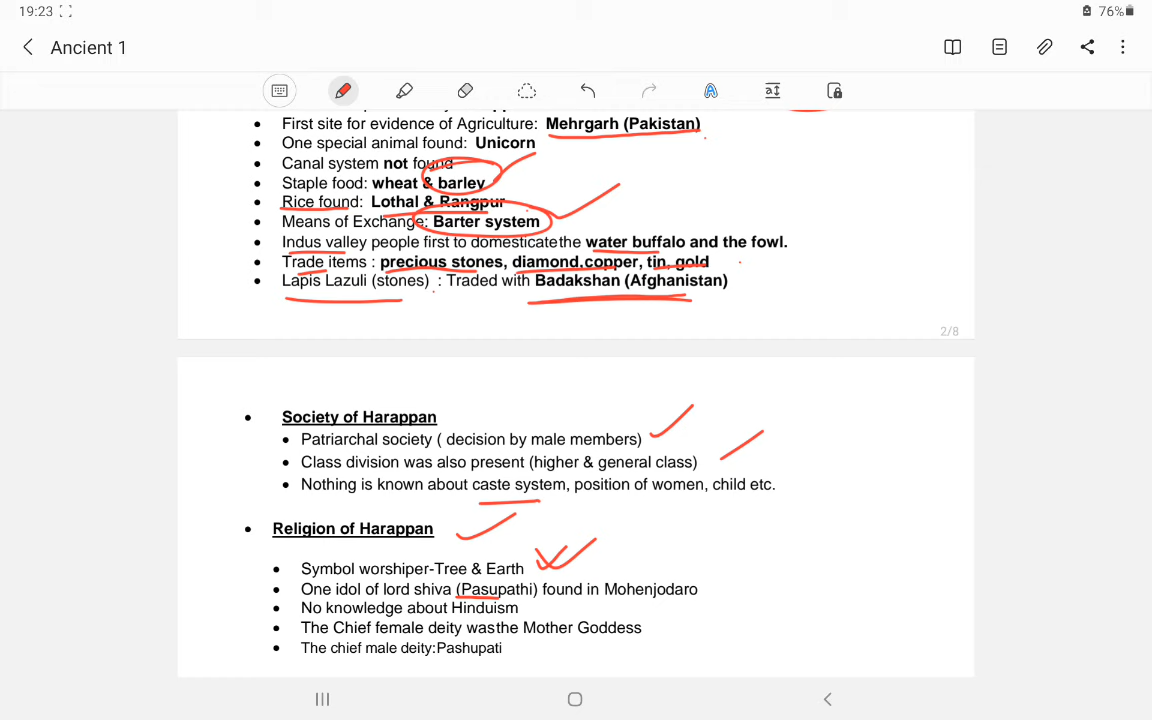 19:23
76%
Ancient 1
First site for evidence of Agriculture: Mehrgarh (Pakistan)
One special animal found: Unicorn
Canal system not found
Staple food: wheat & barley
Rice found: Lothal & Rangpur
Means of Exchange: Barter system
Indus valley people first to domesticatethe water buffalo and the fowl.
Trade items : precious stones, diamond.copper, tin, gold
Lapis Lazuli (stones) : Traded with Badakshan (Afghanistan)
2/8
Society of Harappan
Patriarchal society ( decision by male members)
Class division was also present (higher & general class)
Nothing is known about caste system, position of women, child etc.
Religion of Harappan
Symbol worshiper-Tree & Earth
One idol of lord shiva (Pasupathi) found in Mohenjodaro
No knowledge about Hinduism
The Chief female deity wasthe Mother Goddess
The chief male deity:Pashupati